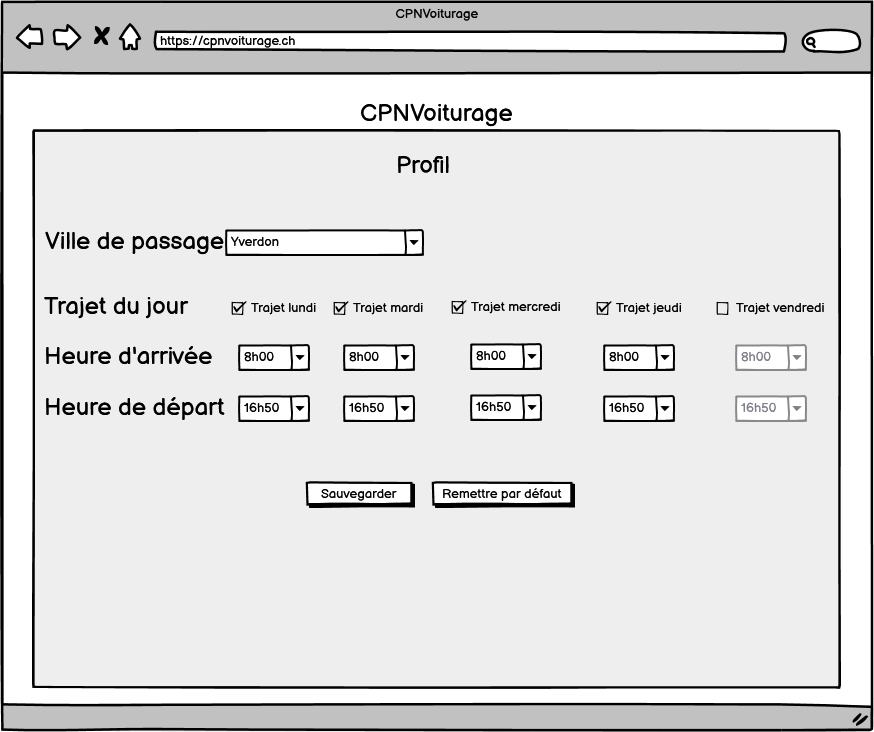 CPNVoiturage
https://cpnvoiturage.ch
CPNVoiturage
Profil
Ville de passage Yverdon
Trajet du jour Trajet lundi Trajet mardi Trajet mercredi Trajet jeudi Trajet vendredi
Heure d'arrivée 8h00 8h00 8h00 8h00 8h00
Heure de départ 16h50 16h50 16h50 16h50 16h50
Sauvegarder Remettre par défaut